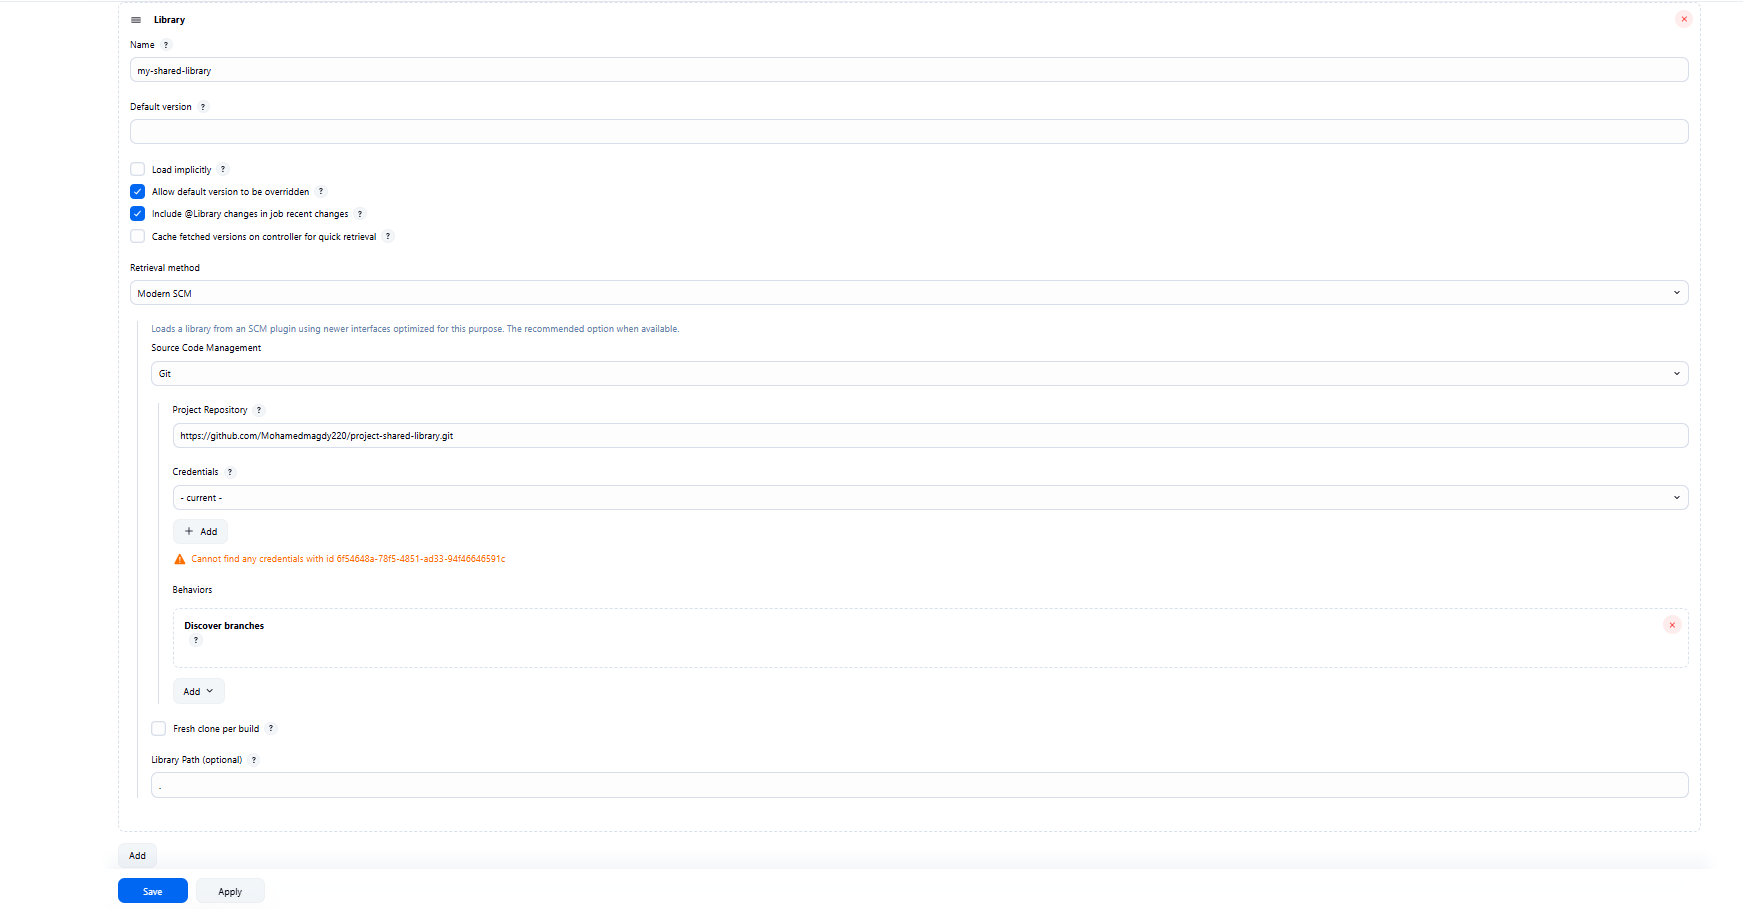 Library
Name ?
my-shared-library
Default version ?
Load implicitly ?
Allow default version to be overridden ?
Include @Library changes in job recent changes ?
Cache fetched versions on controller for quick retrieval ?
Retrieval method
Modern SCM
Loads a library from an SCM plugin using newer interfaces optimized for this purpose. The recommended option when available.
Source Code Management
Git
Project Repository ?
https://github.com/Mohamedmagdy220/project-shared-library.git
Credentials ?
- current -
+ Add
Cannot find any credentials with id 6f54648a-78f5-4851-ad33-94f46646591c
Behaviors
Discover branches
?
Add
Fresh clone per build ?
Library Path (optional) ?
.
Add
Save Apply